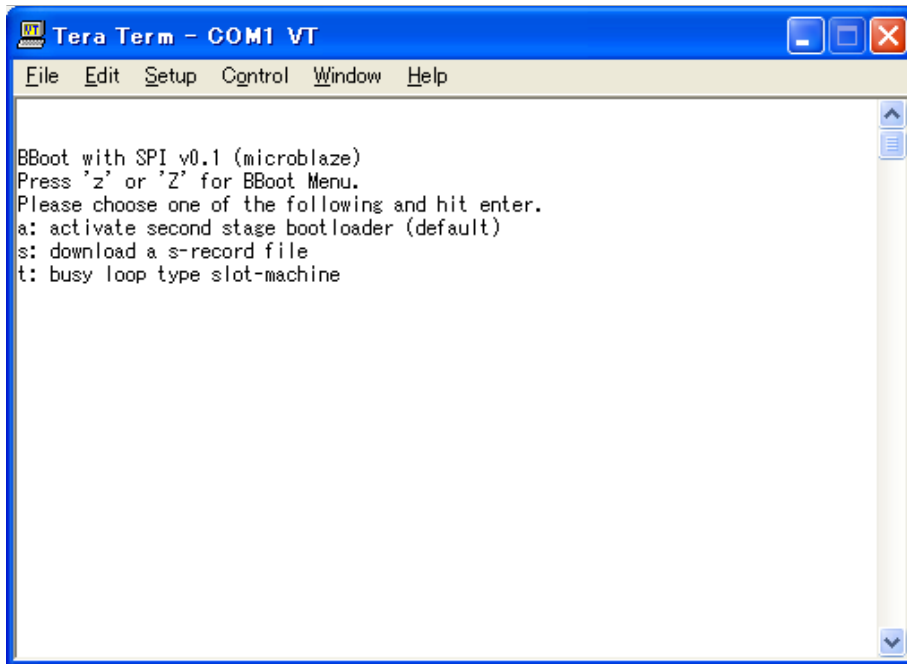 Tera Term - COM1 VT
File Edit Setup Control Window Help
BBoot with SPI v0.1 (microblaze)
Press 'z' or 'Z' for BBoot Menu.
Please choose one of the following and hit enter.
a: activate second stage bootloader (default)
s: download a s-record file
t: busy loop type slot-machine